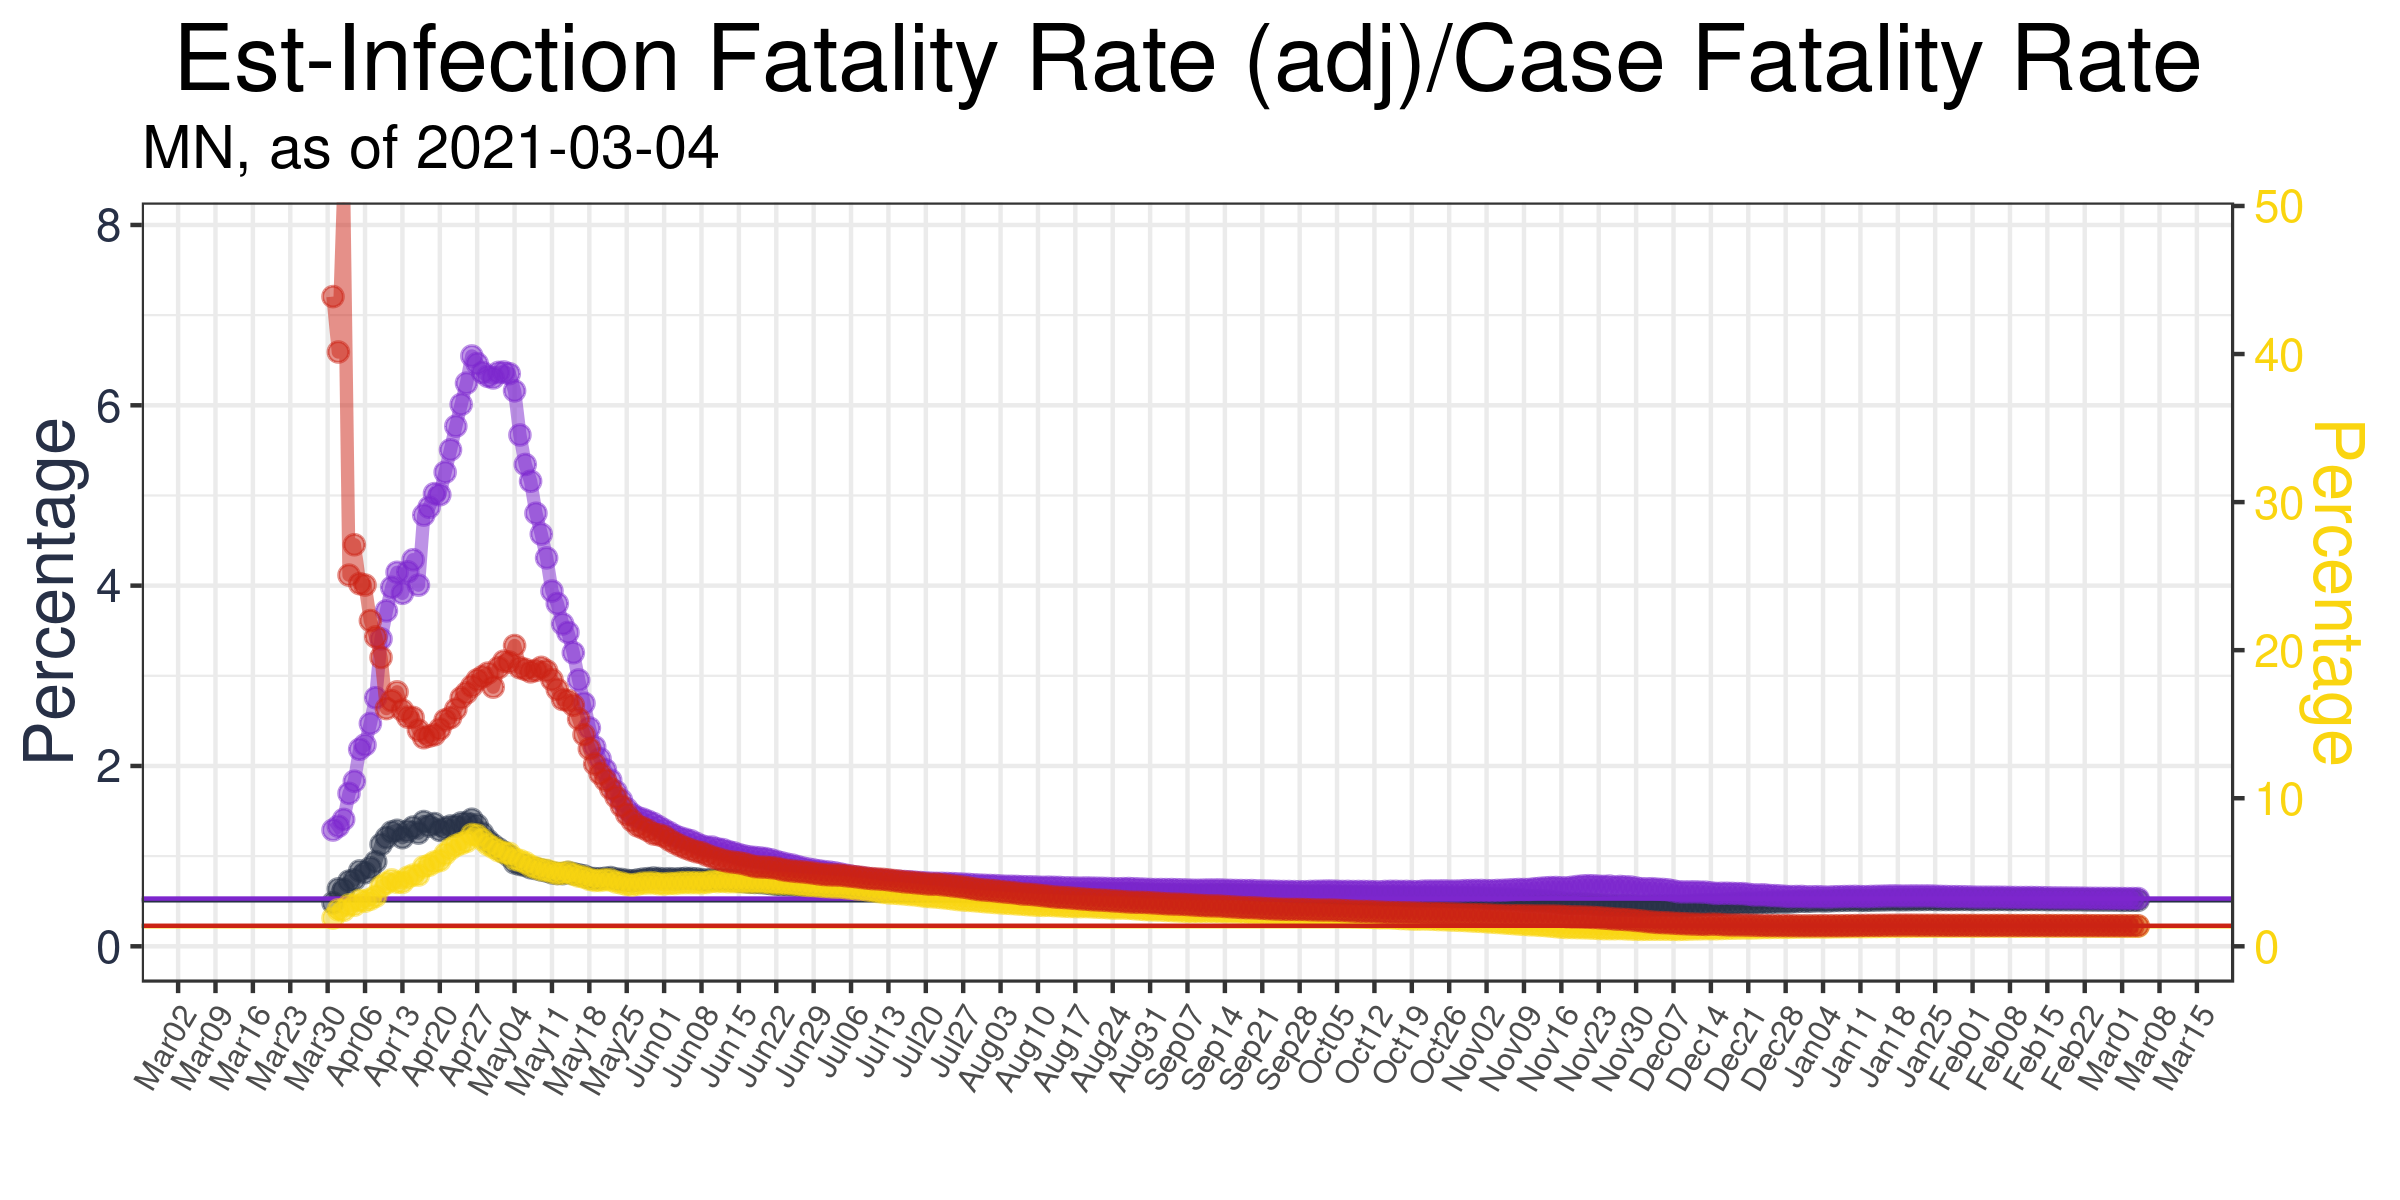 Est-Infection Fatality Rate (adj)/Case Fatality Rate
MN, as of 2021-03-04
Percentage
8
6
4
2
0
50
40
30
20
10
0
Percentage
Mar02 Mar09 Mar16 Mar23 Mar30 Apr06 Apr13 Apr20 Apr27 May04 May11 May18 May25 Jun01 Jun08 Jun15 Jun22 Jun29 Jul06 Jul13 Jul20 Jul27 Aug03 Aug10 Aug17 Aug24 Aug31 Sep07 Sep14 Sep21 Sep28 Oct05 Oct12 Oct19 Oct26 Nov02 Nov09 Nov16 Nov23 Nov30 Dec07 Dec14 Dec21 Dec28 Jan04 Jan11 Jan18 Jan25 Feb01 Feb08 Feb15 Feb22 Mar01 Mar08 Mar15